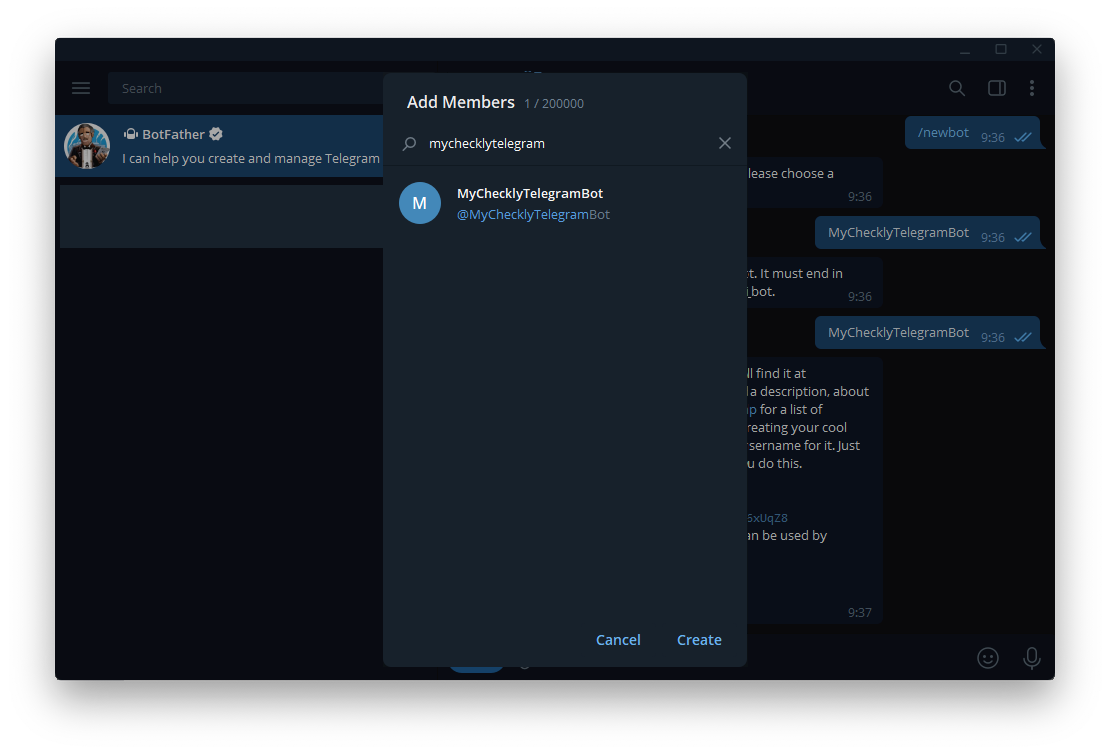 Search
BotFather
I can help you create and manage Telegram
Add Members 1 / 200000
mychecklytelegram
M
MyChecklyTelegramBot
@MyChecklyTelegramBot
Cancel
Create
/newbot 9:36
lease choose a
9:36
MyChecklyTelegramBot 9:36
t. It must end in
_bot.
9:36
MyChecklyTelegramBot 9:36
ll find it at
a description, about
for a list of
reating your cool
sername for it. Just
u do this.
6xUqZ8
an be used by
9:37